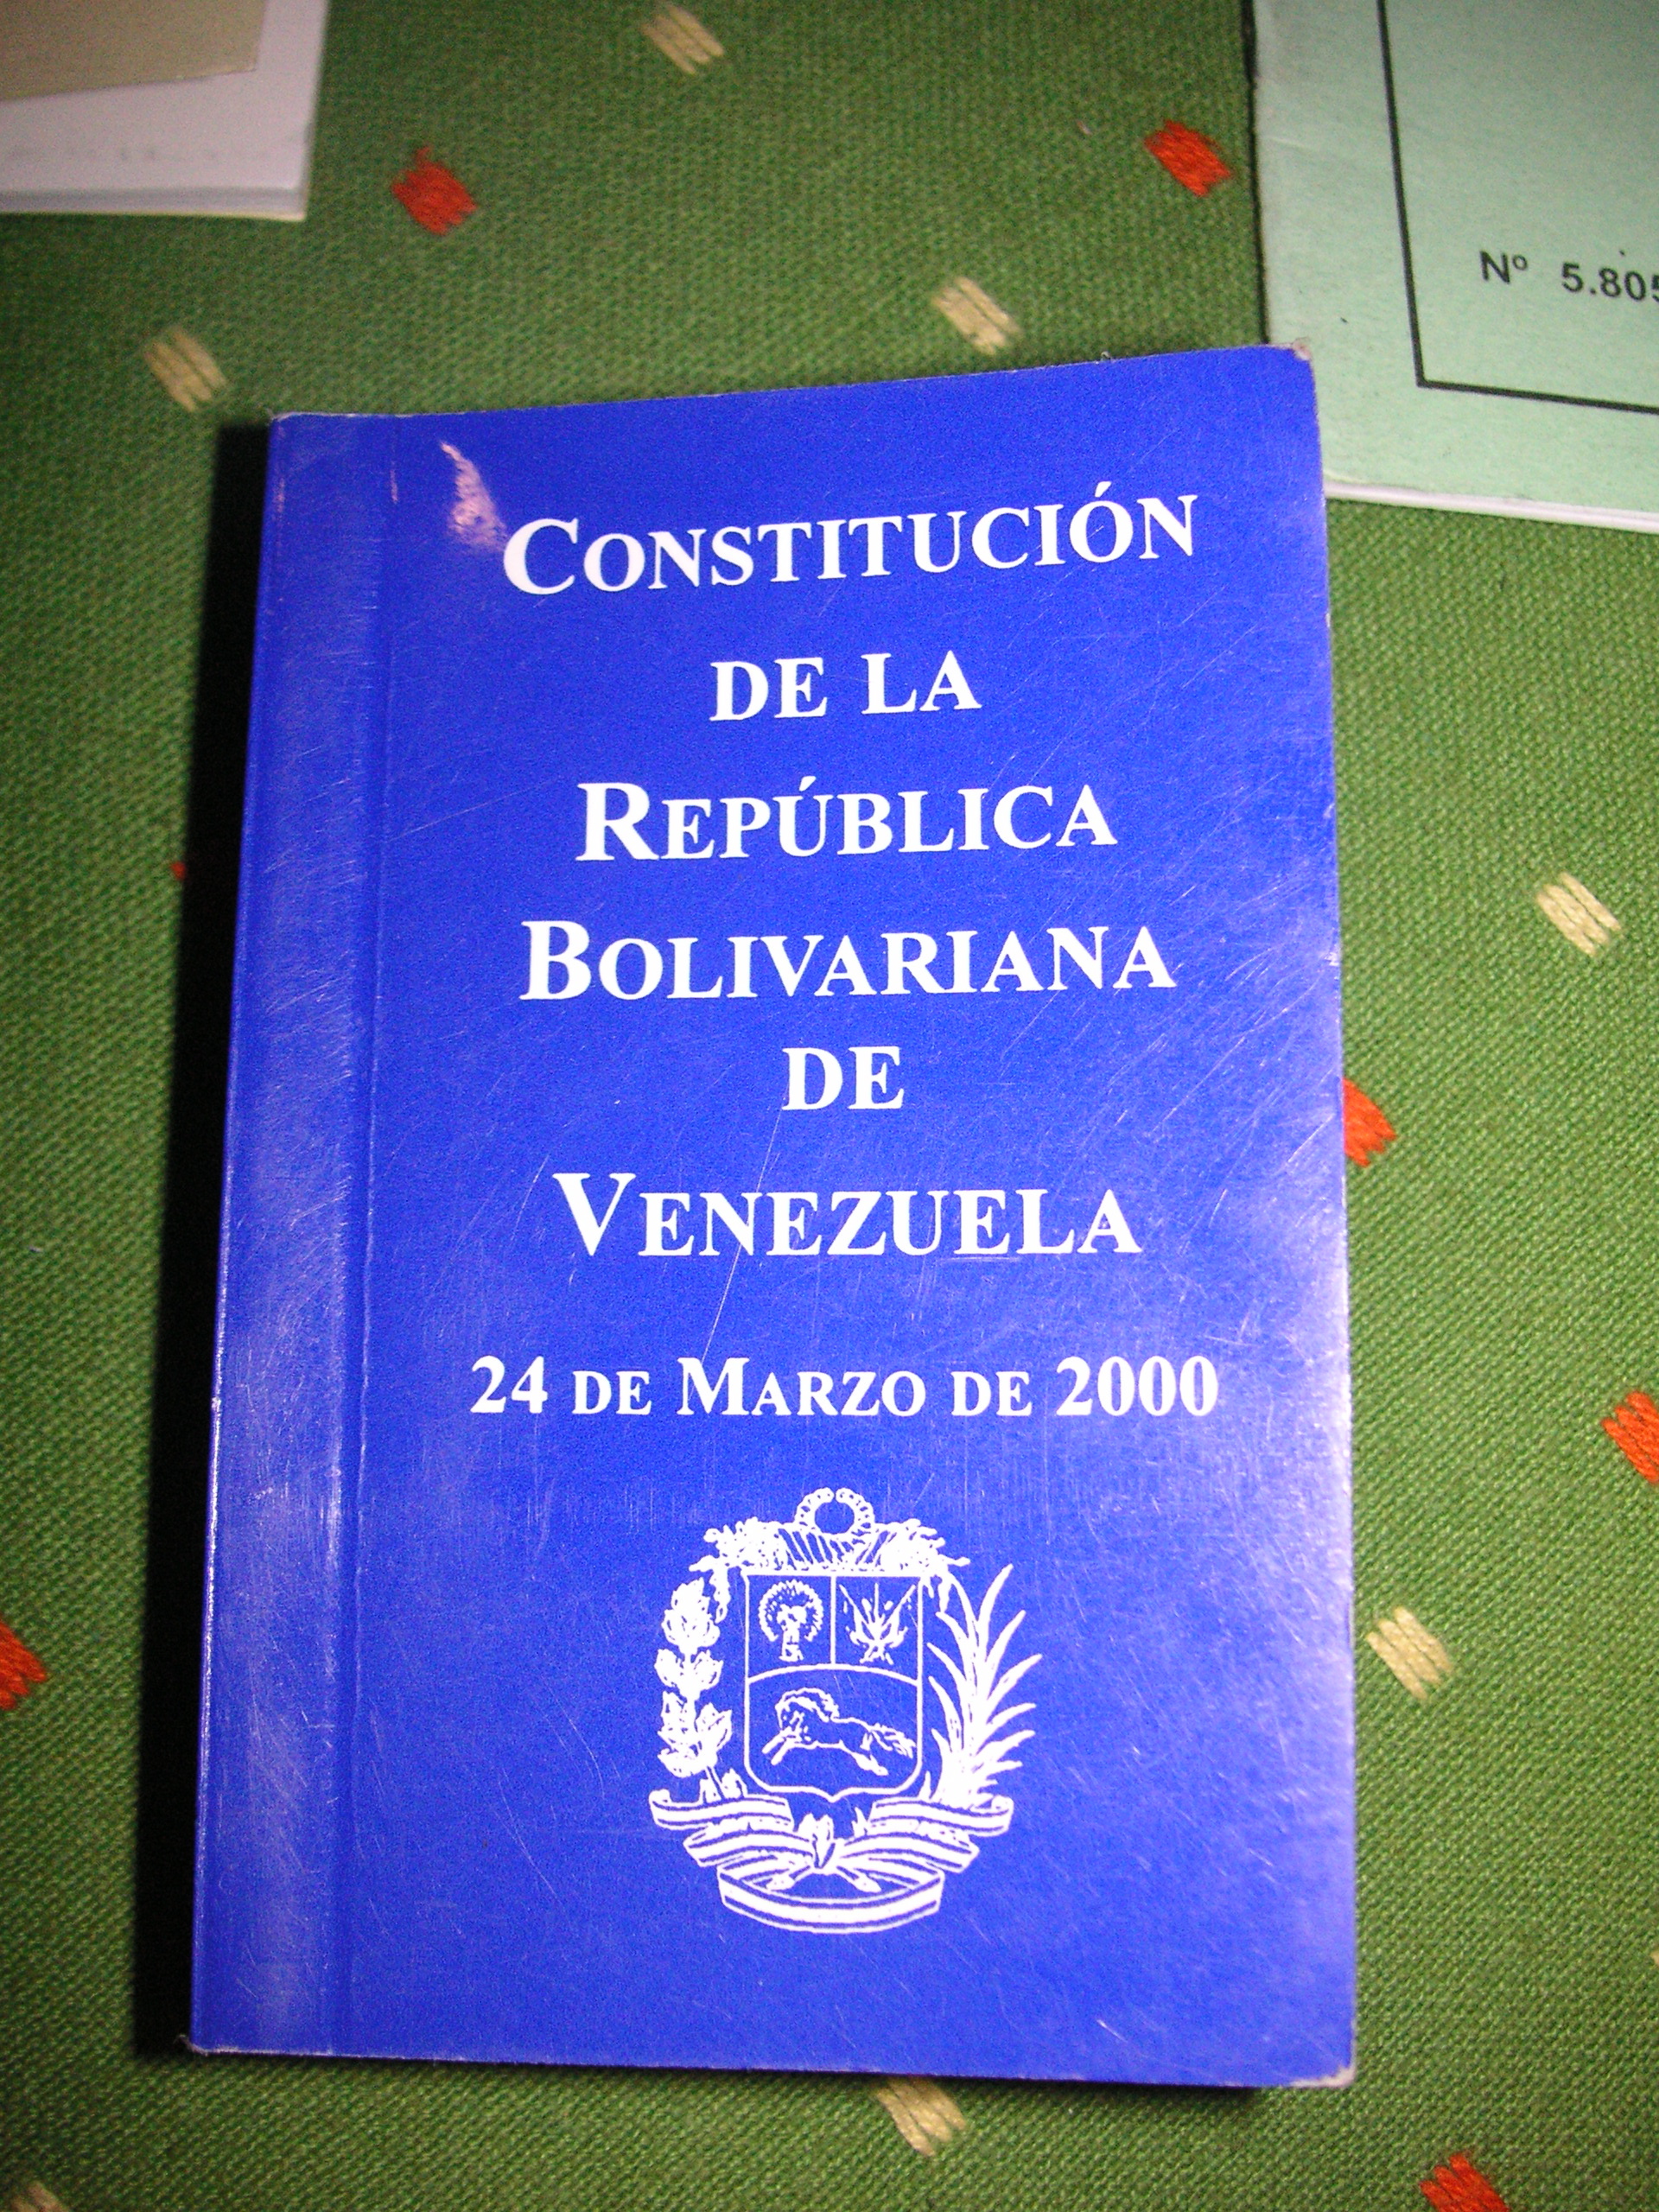 Nº 5.805
CONSTITUCIÓN
DE LA
REPÚBLICA
BOLIVARIANA
DE
VENEZUELA
24 DE MARZO DE 2000